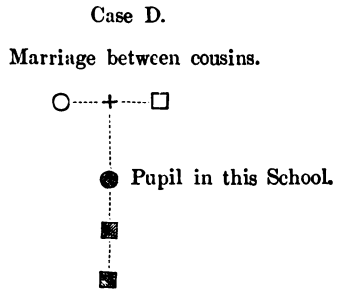 Case D.
Marriage between cousins.
Pupil in this School.